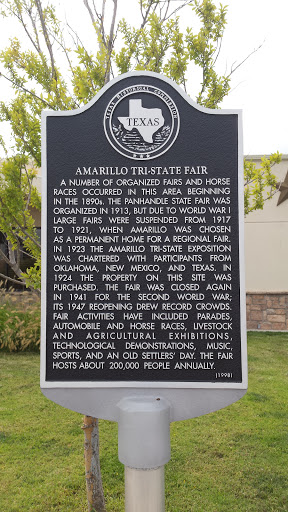 TEXAS HISTORICAL COMMISSION
TEXAS
AMARILLO TRI-STATE FAIR
A NUMBER OF ORGANIZED FAIRS AND HORSE
RACES OCCURRED IN THIS AREA BEGINNING
IN THE 1890s. THE PANHANDLE STATE FAIR WAS
ORGANIZED IN 1913, BUT DUE TO WORLD WAR I
LARGE FAIRS WERE SUSPENDED FROM 1917
TO 1921, WHEN AMARILLO WAS CHOSEN
AS A PERMANENT HOME FOR A REGIONAL FAIR.
IN 1923 THE AMARILLO TRI-STATE EXPOSITION
WAS CHARTERED WITH PARTICIPANTS FROM
OKLAHOMA, NEW MEXICO, AND TEXAS. IN
1924 THE PROPERTY ON THIS SITE WAS
PURCHASED. THE FAIR WAS CLOSED AGAIN
IN 1941 FOR THE SECOND WORLD WAR;
ITS 1947 REOPENING DREW RECORD CROWDS.
FAIR ACTIVITIES HAVE INCLUDED PARADES,
AUTOMOBILE AND HORSE RACES, LIVESTOCK
AND AGRICULTURAL EXHIBITIONS,
TECHNOLOGICAL DEMONSTRATIONS, MUSIC,
SPORTS, AND AN OLD SETTLERS' DAY. THE FAIR
HOSTS ABOUT 200,000 PEOPLE ANNUALLY.
(1998)